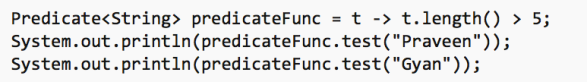 Predicate<String> predicateFunc = t -> t.length() > 5;
System.out.println(predicateFunc.test("Praveen"));
System.out.println(predicateFunc.test("Gyan"));